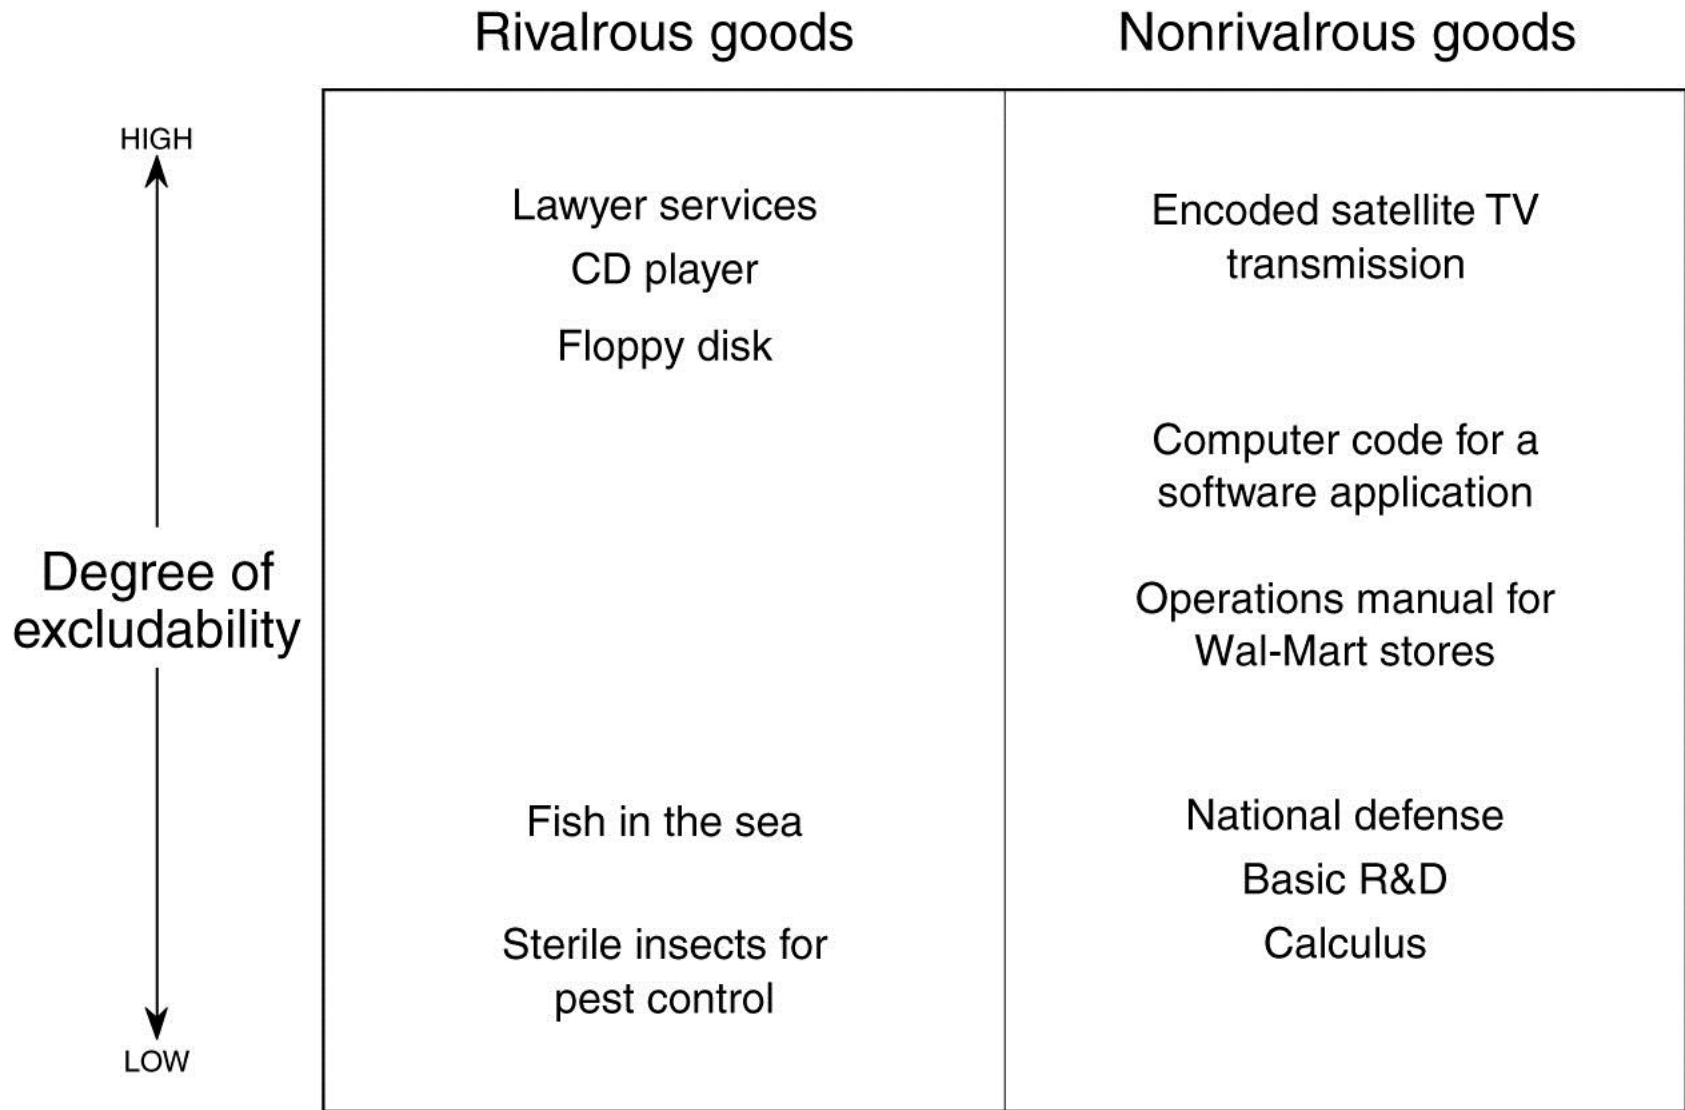 Rivalrous goods
Nonrivalrous goods
HIGH
Lawyer services
Encoded satellite TV
transmission
CD player
Floppy disk
Computer code for a
software application
Degree of
excludability
Operations manual for
Wal-Mart stores
Fish in the sea
National defense
Basic R&D
Sterile insects for
pest control
Calculus
LOW